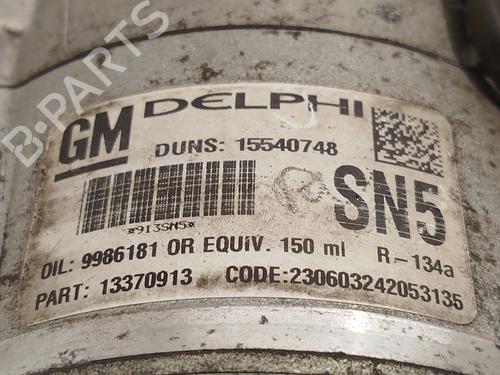 B-PARTS
GM DELPHI
DUNS: 15540748
SN5
*913SN5*
OIL: 9986181 OR EQUIV. 150 ml R-134a
PART: 13370913 CODE:230603242053135